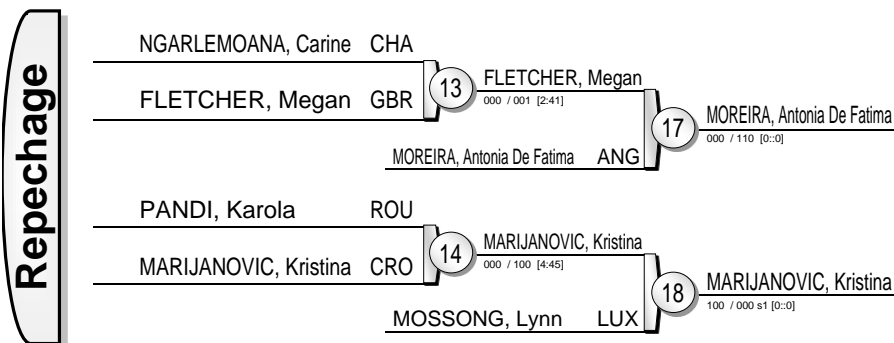 Repechage
NGARLEMOANA, Carine CHA
FLETCHER, Megan GBR
13
FLETCHER, Megan
000 / 001 [2:41]
MOREIRA, Antonia De Fatima ANG
17
MOREIRA, Antonia De Fatima
000 / 110 [0::0]
PANDI, Karola ROU
MARIJANOVIC, Kristina CRO
14
MARIJANOVIC, Kristina
000 / 100 [4:45]
MOSSONG, Lynn LUX
18
MARIJANOVIC, Kristina
100 / 000 s1 [0::0]